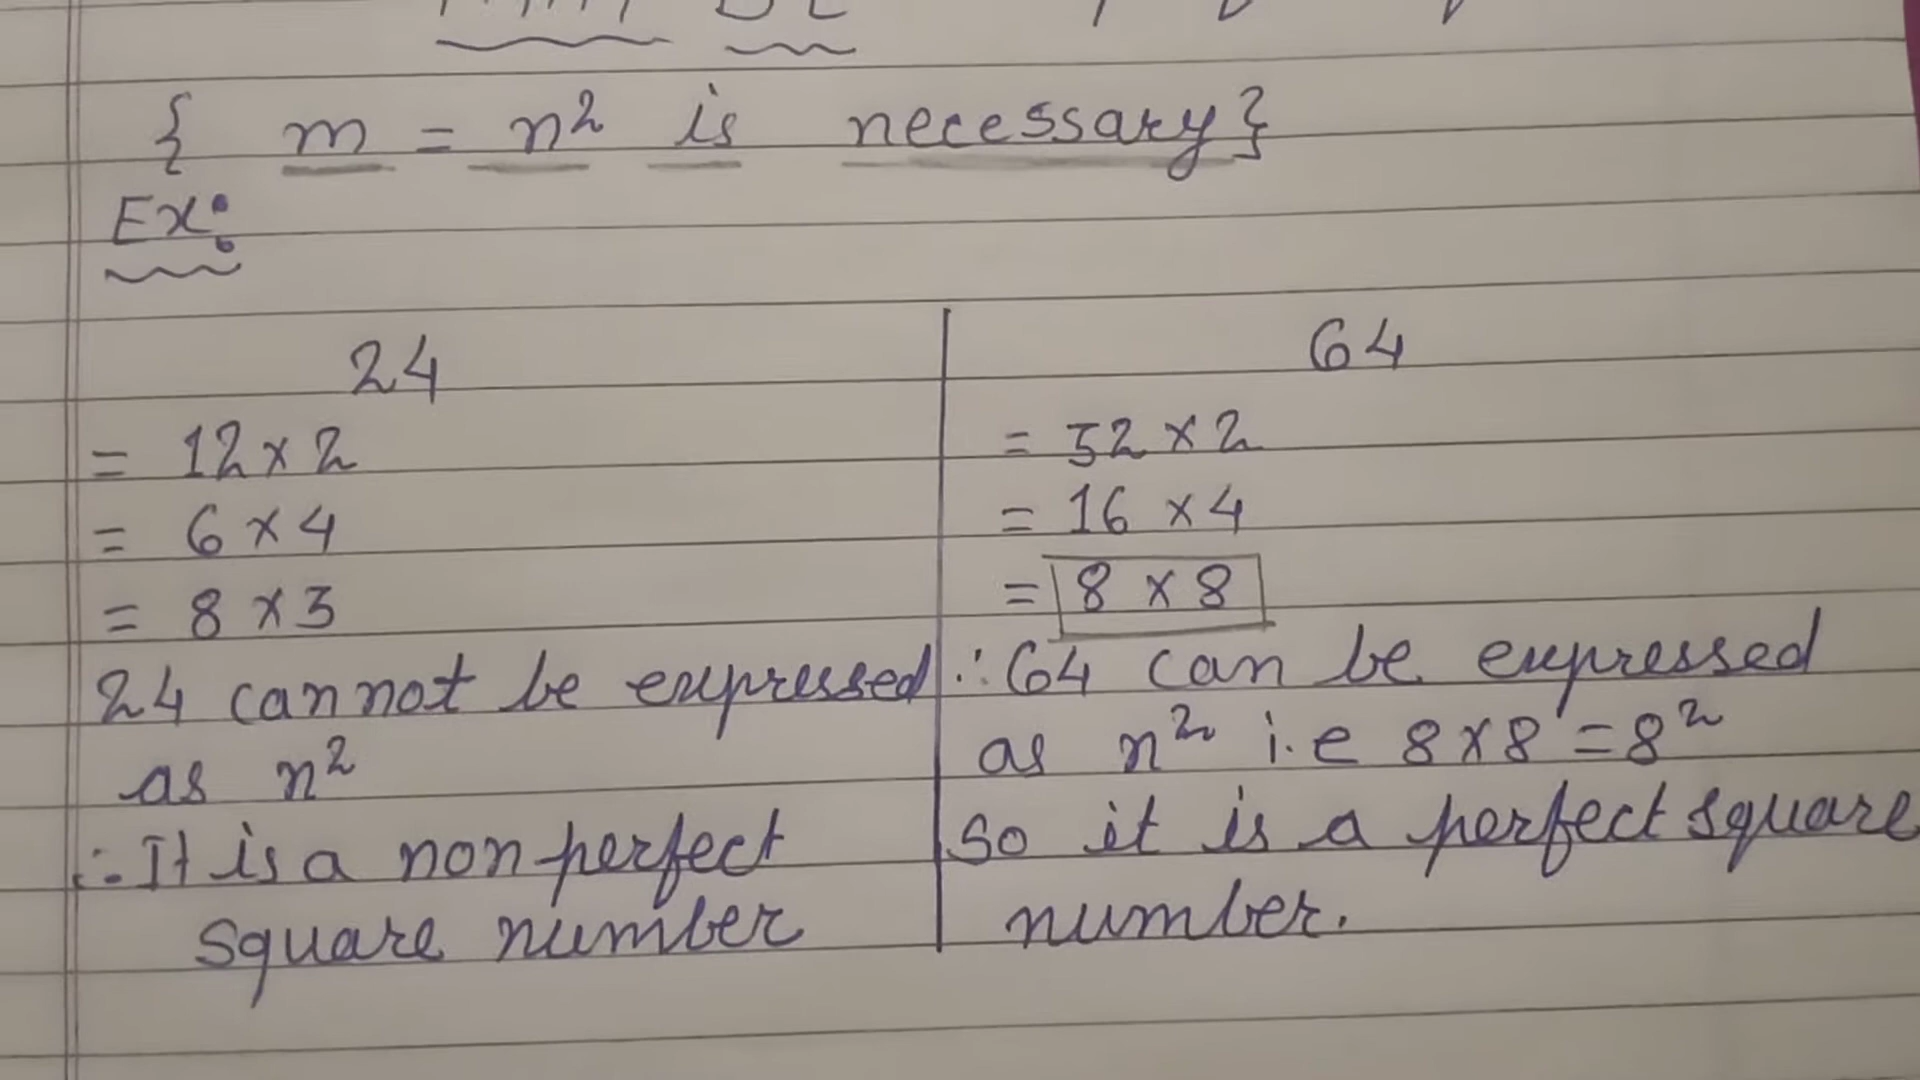 { m = n² is necessary}
Ex:
24
= 12 × 2
= 6 × 4
= 8 × 3
24 cannot be expressed
as n²
∴ It is a non perfect
square number
64
= 32 × 2
= 16 × 4
= 8 × 8
∴ 64 can be expressed
as n² i.e 8×8 = 8²
So it is a perfect square
number.